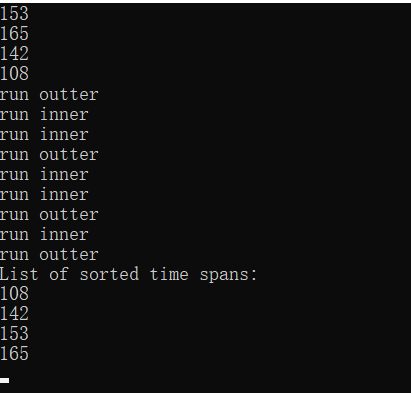 153
165
142
108
run outter
run inner
run inner
run outter
run inner
run inner
run outter
run inner
run outter
List of sorted time spans:
108
142
153
165